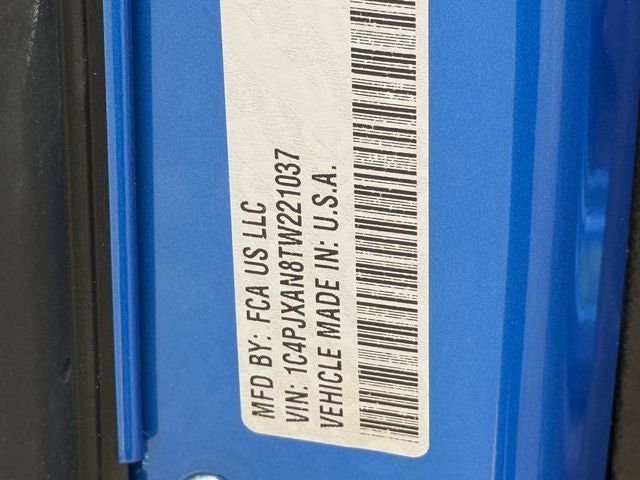 MFD BY: FCA US LLC
VIN: 1C4PJXAN8TW221037
VEHICLE MADE IN: U.S.A.